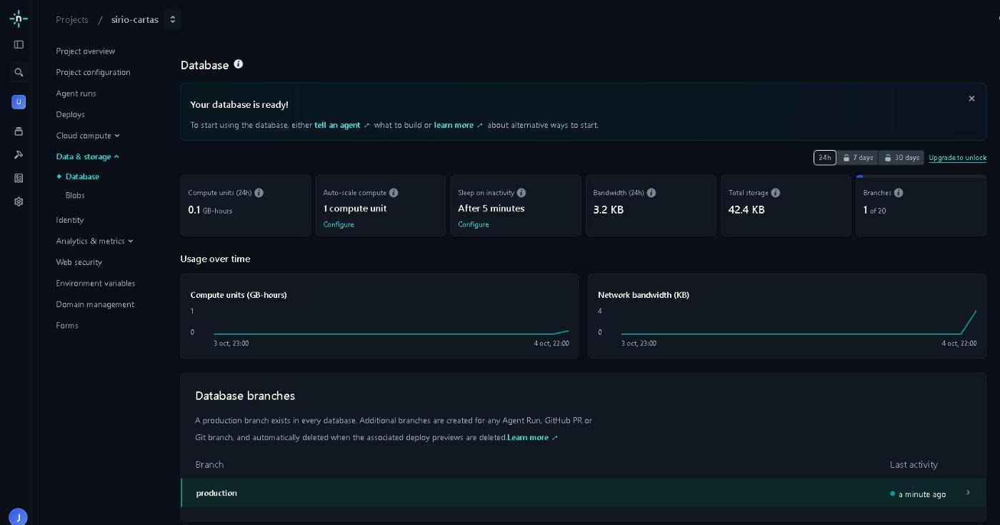 Projects / sirio-cartas
Project overview
Project configuration
Agent runs
Deploys
Cloud compute
Data & storage
Database
Blobs
Identity
Analytics & metrics
Web security
Environment variables
Domain management
Forms
U
J
Database
Your database is ready!
To start using the database, either tell an agent ↗ what to build or learn more ↗ about alternative ways to start.
24h 7 days 30 days Upgrade to unlock
Compute units (24h)
0.1 GB-hours
Auto-scale compute
1 compute unit
Configure
Sleep on inactivity
After 5 minutes
Configure
Bandwidth (24h)
3.2 KB
Total storage
42.4 KB
Branches
1 of 20
Usage over time
Compute units (GB-hours)
1
0
3 oct, 23:00 4 oct, 22:00
Network bandwidth (KB)
4
0
3 oct, 23:00 4 oct, 22:00
Database branches
A production branch exists in every database. Additional branches are created for any Agent Run, GitHub PR or
Git branch, and automatically deleted when the associated deploy previews are deleted.Learn more ↗
Branch Last activity
production a minute ago